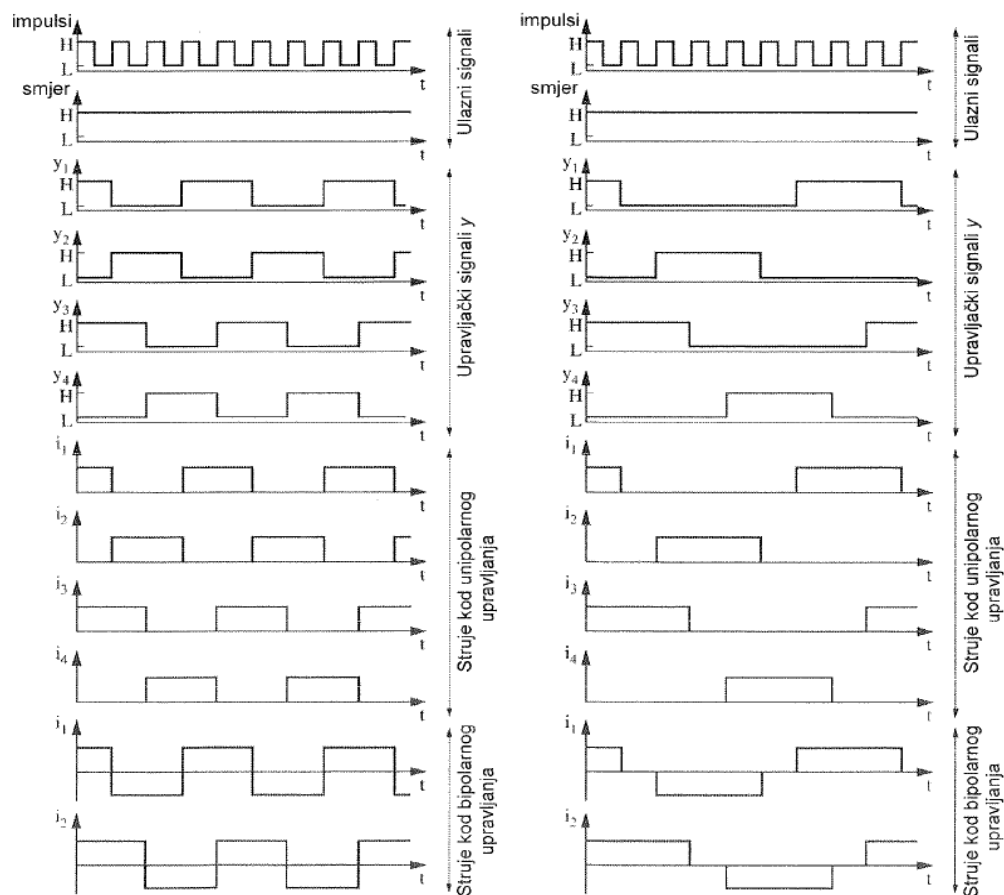 impulsi
H
L
t
smjer
H
L
t
Ulazni signali
y1
H
L
t
y2
H
L
t
y3
H
L
t
y4
H
L
t
Upravljački signali y
i1
t
i2
t
i3
t
i4
t
Struje kod unipolarnog
upravljanja
i1
t
i2
Struje kod bipolarnog
upravljanja
impulsi
H
L
t
smjer
H
L
t
Ulazni signali
y1
H
L
t
y2
H
L
t
y3
H
L
t
y4
H
L
t
Upravljački signali y
i1
t
i2
t
i3
t
i4
t
Struje kod unipolarnog
upravljanja
i1
t
i2
t
Struje kod bipolarnog
upravljanja